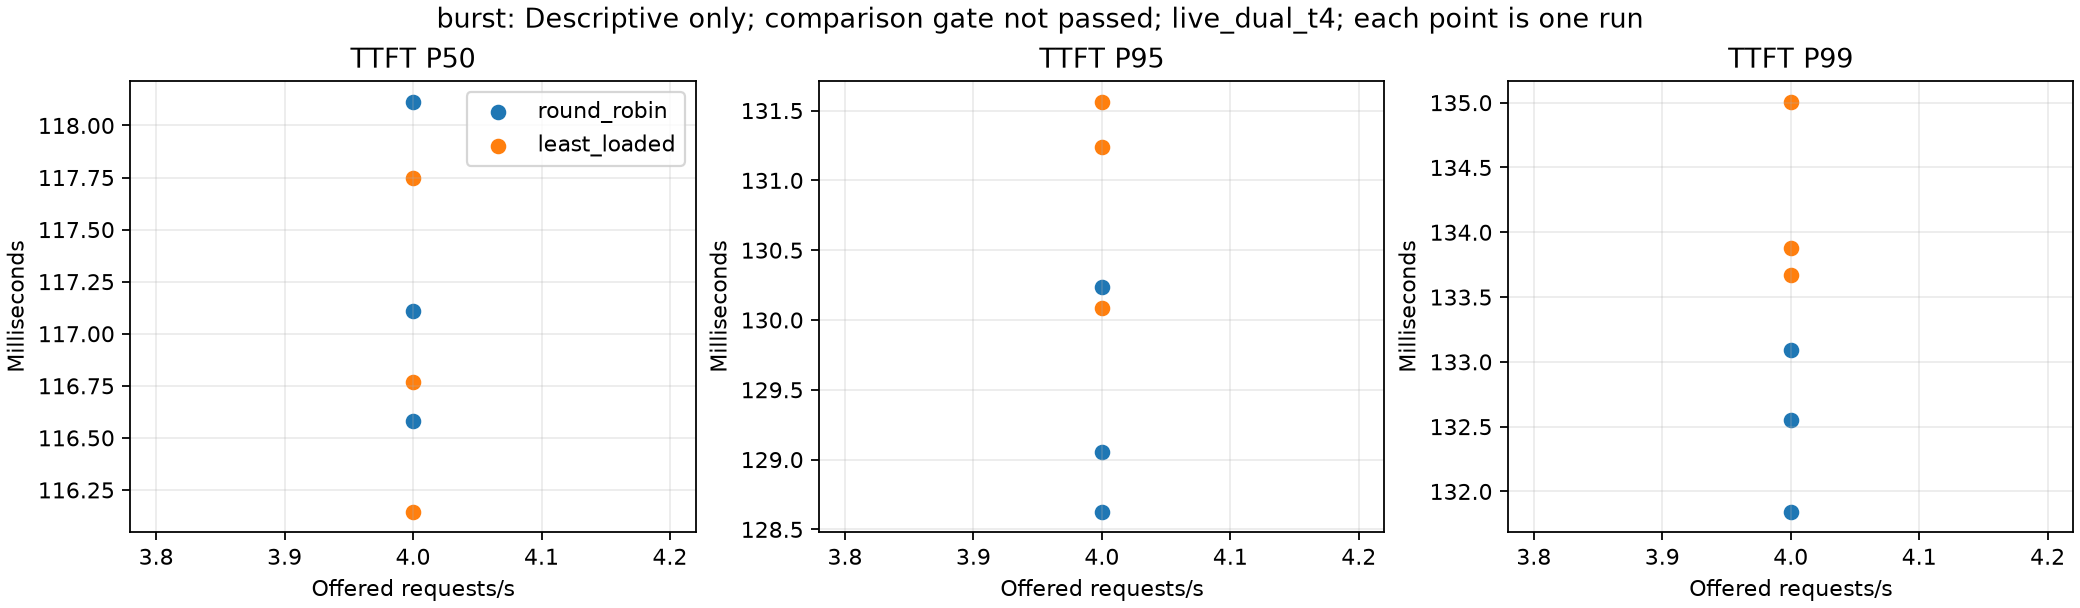 burst: Descriptive only; comparison gate not passed; live_dual_t4; each point is one run
TTFT P50
118.00
117.75
117.50
117.25
117.00
116.75
116.50
116.25
Milliseconds
round_robin
least_loaded
3.8 3.9 4.0 4.1 4.2
Offered requests/s
TTFT P95
131.5
131.0
130.5
130.0
129.5
129.0
128.5
Milliseconds
3.8 3.9 4.0 4.1 4.2
Offered requests/s
TTFT P99
135.0
134.5
134.0
133.5
133.0
132.5
132.0
Milliseconds
3.8 3.9 4.0 4.1 4.2
Offered requests/s